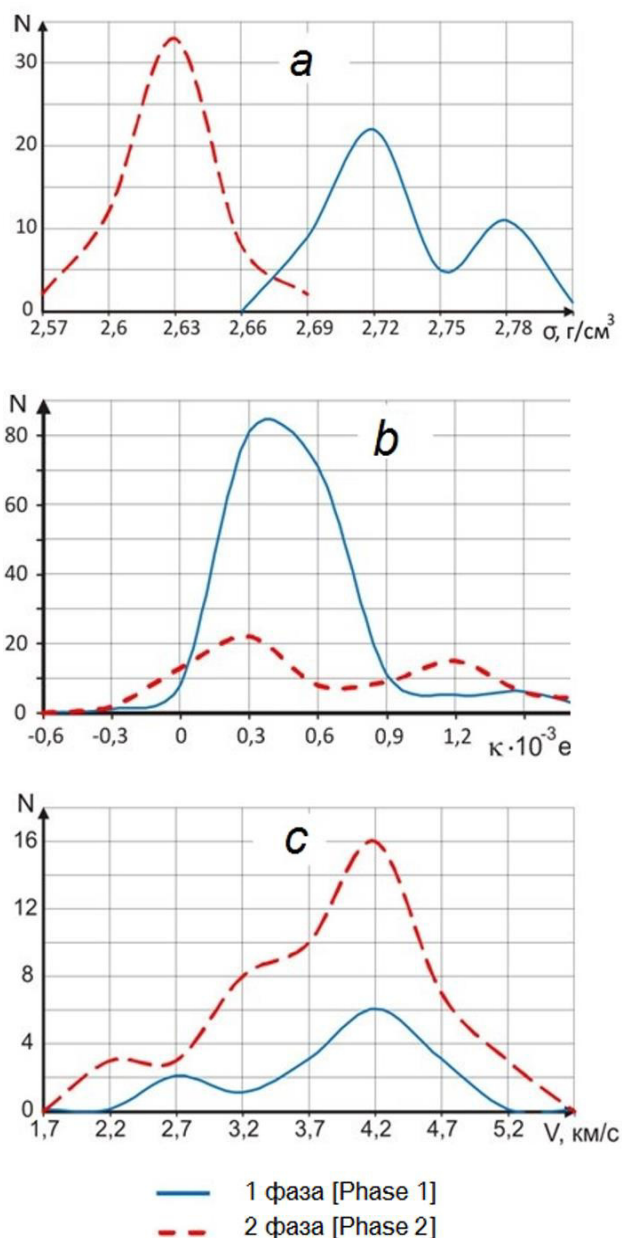 N
a
30
20
10
0
2,57 2,6 2,63 2,66 2,69 2,72 2,75 2,78 σ, г/см³
N
b
80
60
40
20
0
-0,6 -0,3 0 0,3 0,6 0,9 1,2 κ·10⁻³ е
N
c
16
12
8
4
0
1,7 2,2 2,7 3,2 3,7 4,2 4,7 5,2 V, км/с
1 фаза [Phase 1]
2 фаза [Phase 2]